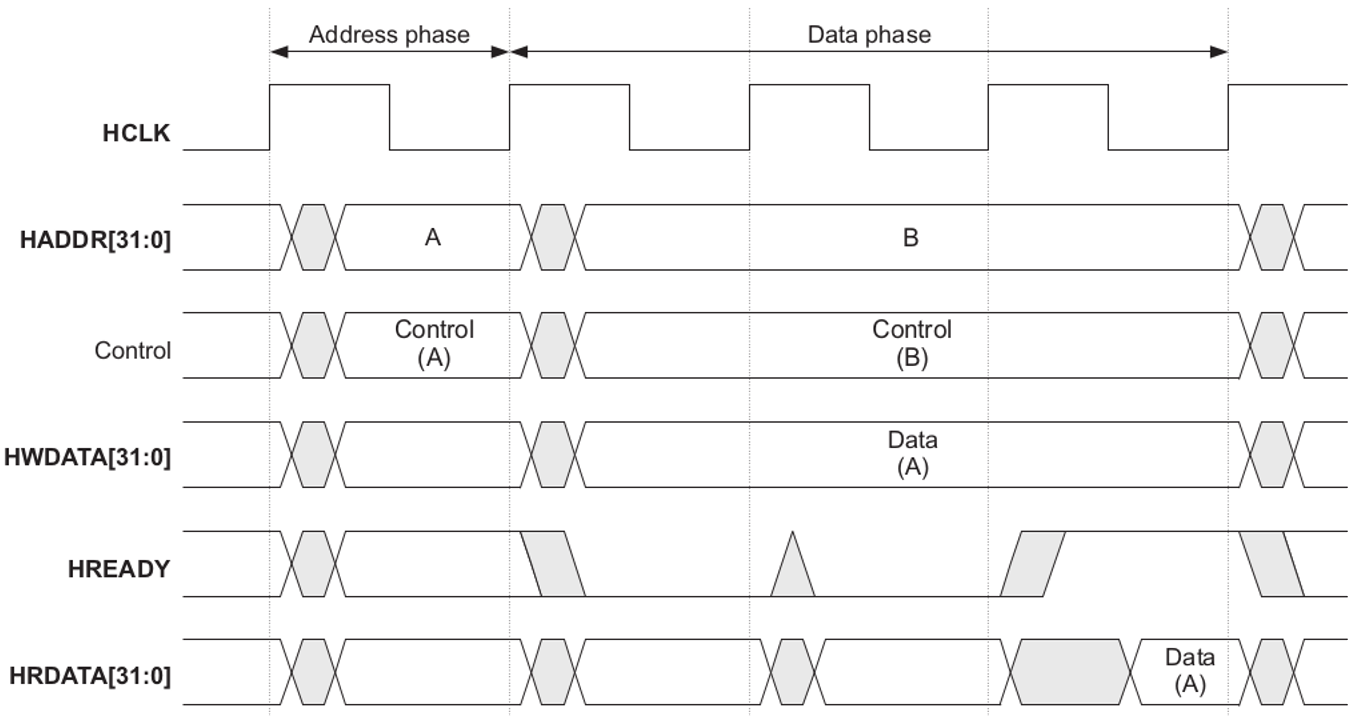 Address phase
Data phase
HCLK
HADDR[31:0]
A
B
Control
Control
(A)
Control
(B)
HWDATA[31:0]
Data
(A)
HREADY
HRDATA[31:0]
Data
(A)